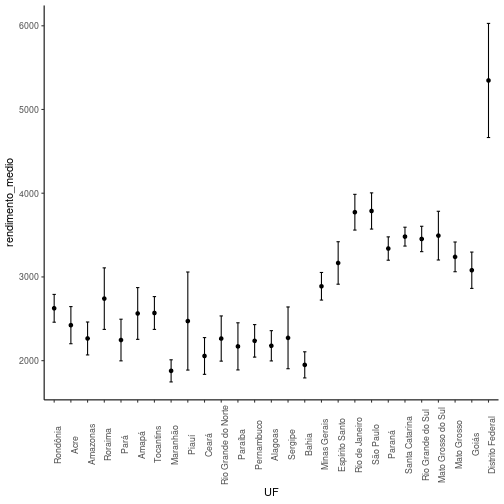 rendimento_medio
6000
5000
4000
3000
2000
Rondônia
Acre
Amazonas
Roraima
Pará
Amapá
Tocantins
Maranhão
Piauí
Ceará
Rio Grande do Norte
Paraíba
Pernambuco
Alagoas
Sergipe
Bahia
Minas Gerais
Espírito Santo
Rio de Janeiro
São Paulo
Paraná
Santa Catarina
Rio Grande do Sul
Mato Grosso do Sul
Mato Grosso
Goiás
Distrito Federal
UF